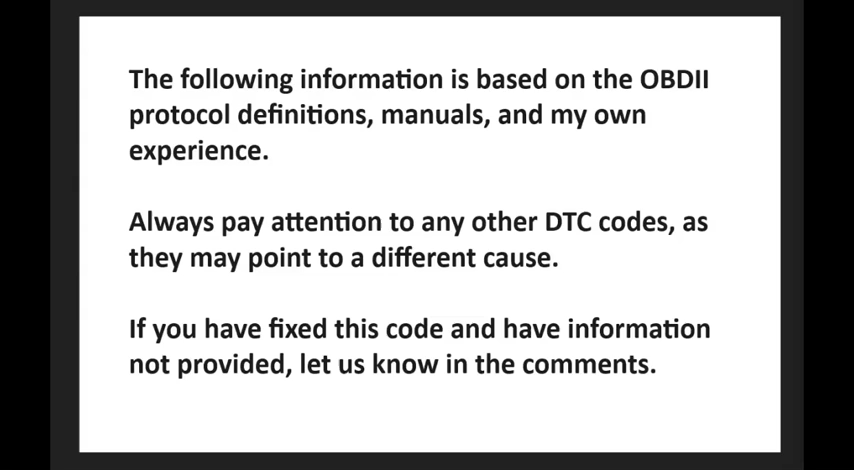 The following information is based on the OBDII
protocol definitions, manuals, and my own
experience.
Always pay attention to any other DTC codes, as
they may point to a different cause.
If you have fixed this code and have information
not provided, let us know in the comments.